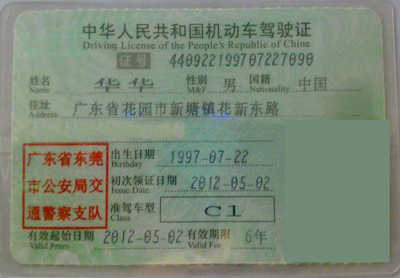 中华人民共和国机动车驾驶证
Driving License of the People's Republic of China
证号 440922199707227090
姓名 华华 性别 男 国籍 中国
Name M&F Nationality
住址 广东省花园市新塘镇花新东路
Address
广东省东莞
市公安局交
通警察支队
出生日期 1997-07-22
Birthday
初次领证日期 2012-05-02
Issue Date
准驾车型 C1
Class
有效起始日期 2012-05-02 有效期限 6年
Valid From Valid For